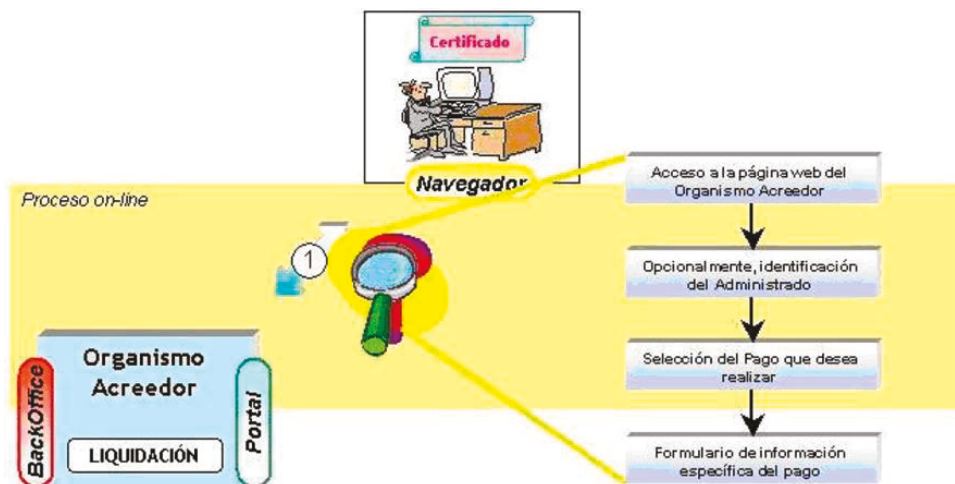 Certificado
Navegador
Proceso on-line
1
Acceso a la página web del
Organismo Acreedor
Opcionalmente, identificación
del Administrado
Selección del Pago que desea
realizar
Formulario de información
específica del pago
BackOffice
Organismo
Acreedor
LIQUIDACIÓN
Portal